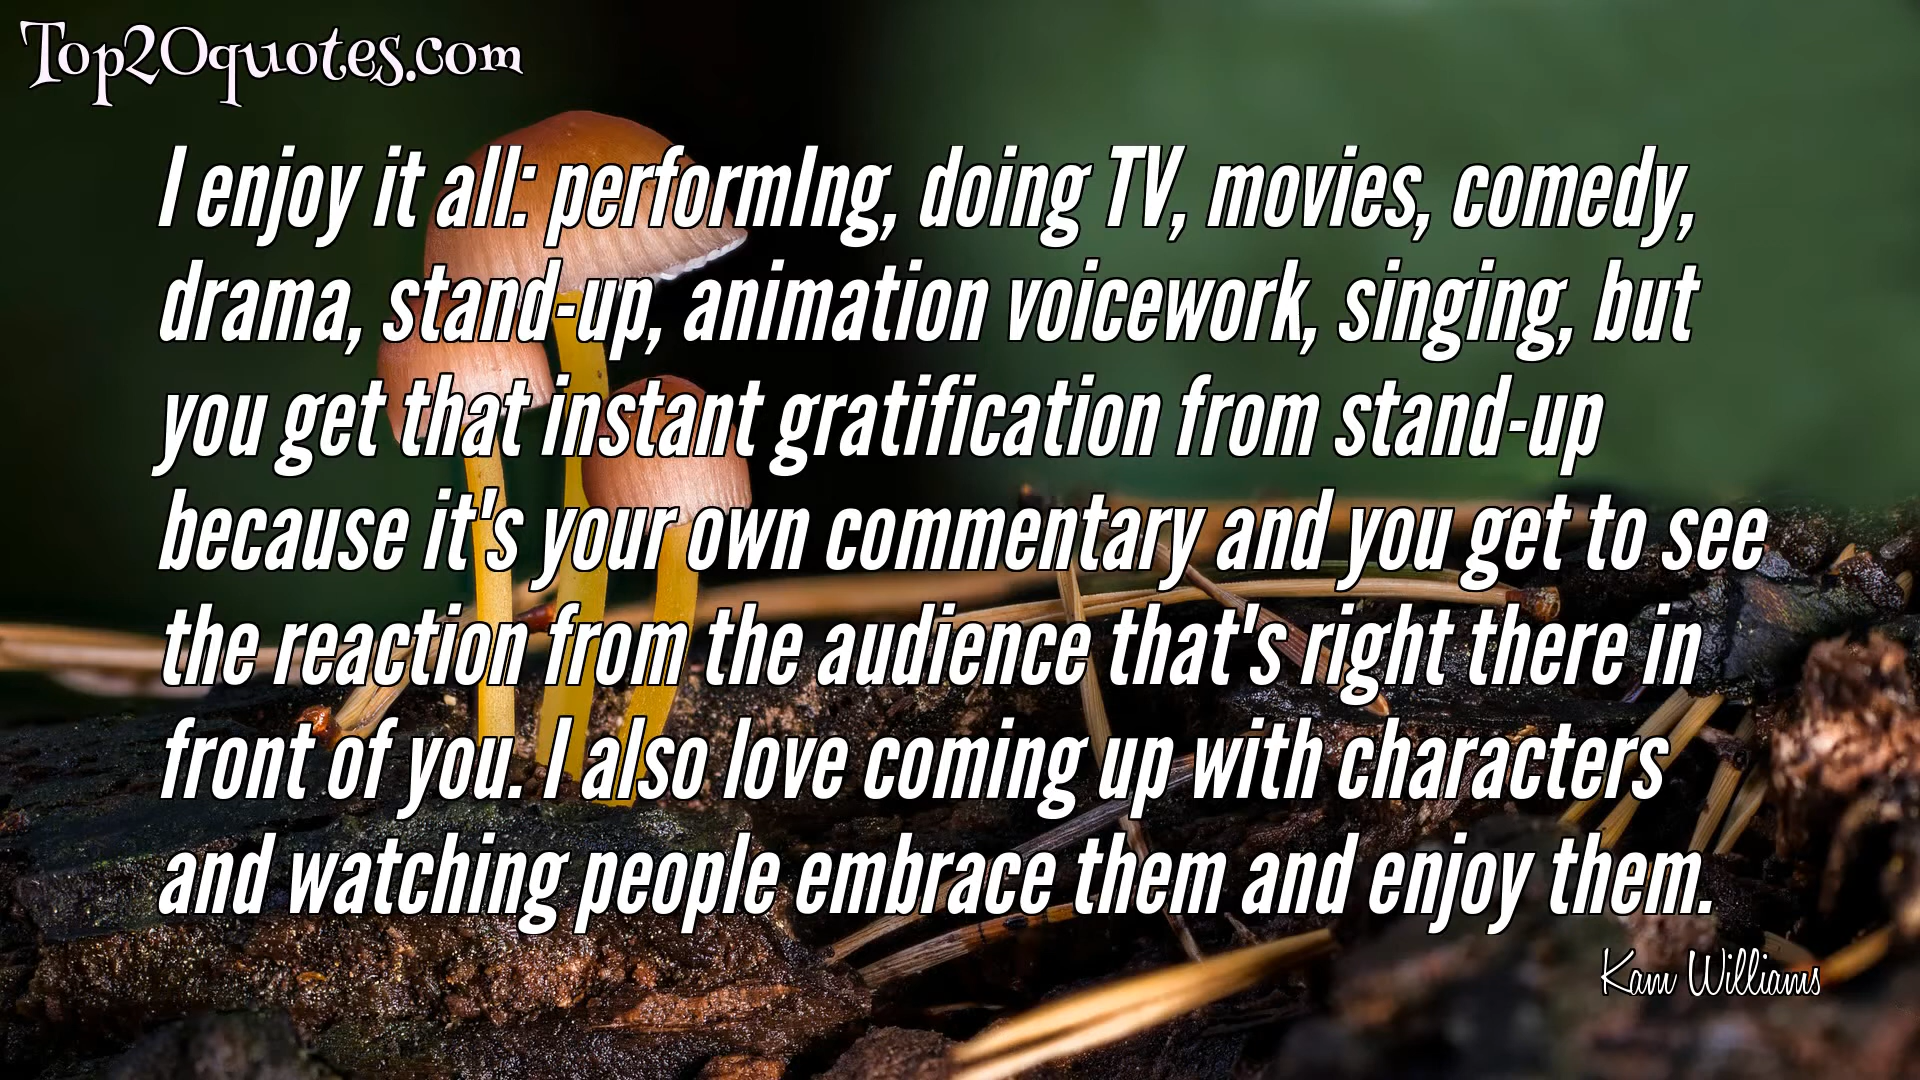 Top20quotes.com
I enjoy it all: performIng, doing TV, movies, comedy,
drama, stand-up, animation voicework, singing, but
you get that instant gratification from stand-up
because it's your own commentary and you get to see
the reaction from the audience that's right there in
front of you. I also love coming up with characters
and watching people embrace them and enjoy them.
Kam Williams